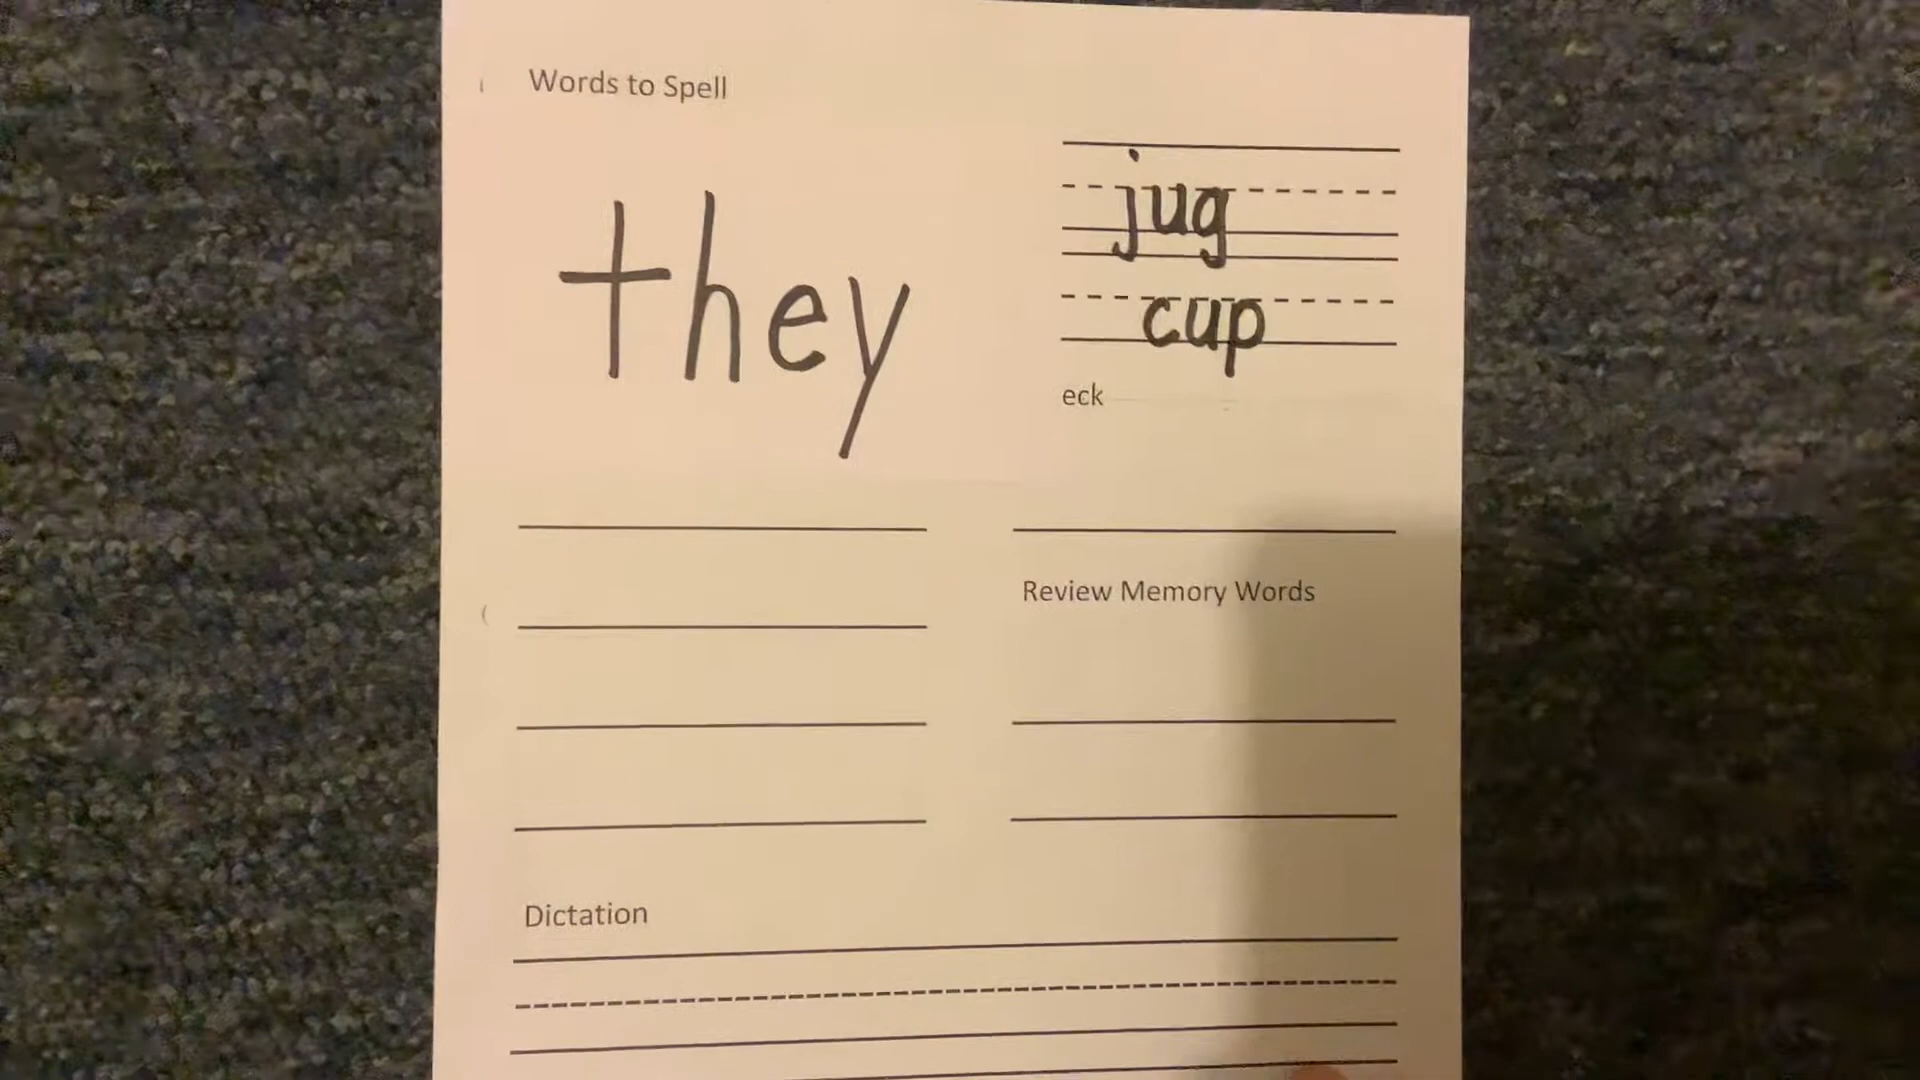 Words to Spell
they
jug
cup
eck
Review Memory Words
Dictation